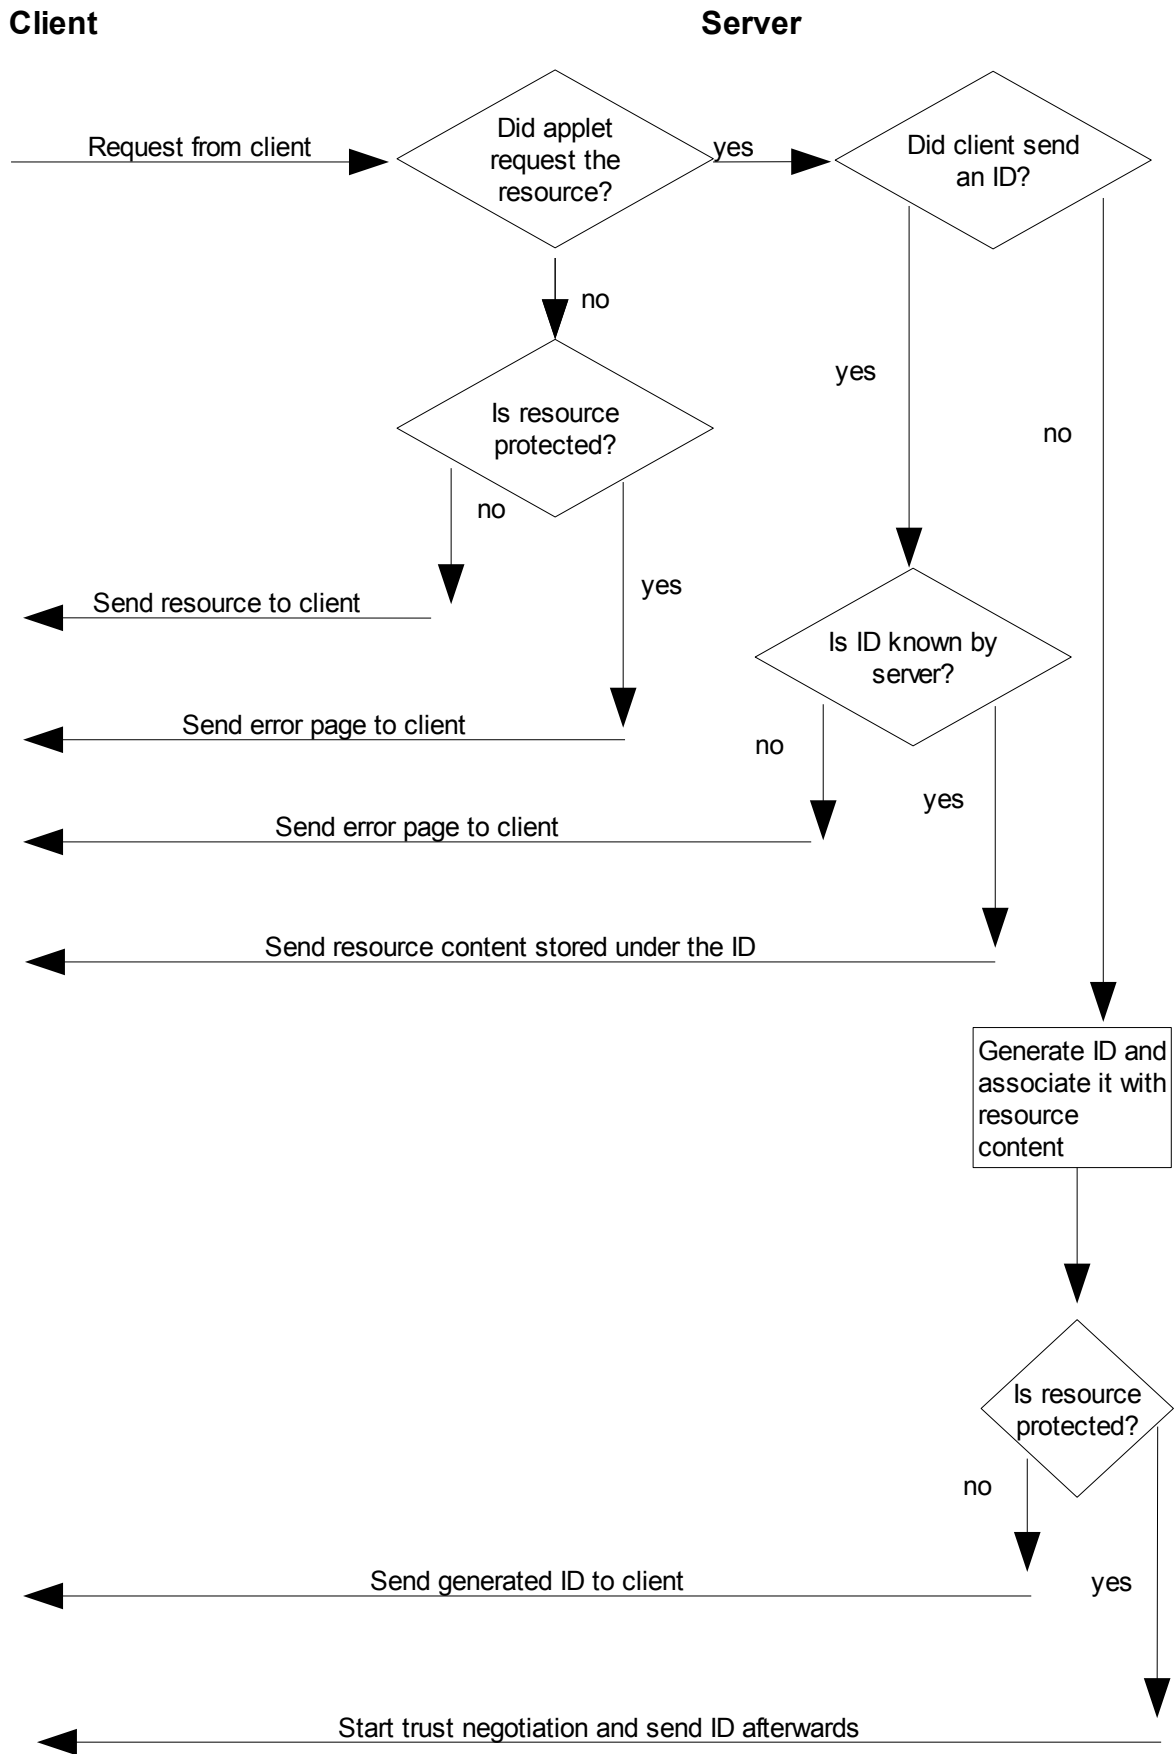 Client
Server
Request from client
Did applet
request the
resource?
yes
Did client send
an ID?
no
yes
no
Is resource
protected?
no
yes
Send resource to client
Is ID known by
server?
Send error page to client
no
yes
Send error page to client
Send resource content stored under the ID
Generate ID and
associate it with
resource
content
Is resource
protected?
no
Send generated ID to client
yes
Start trust negotiation and send ID afterwards